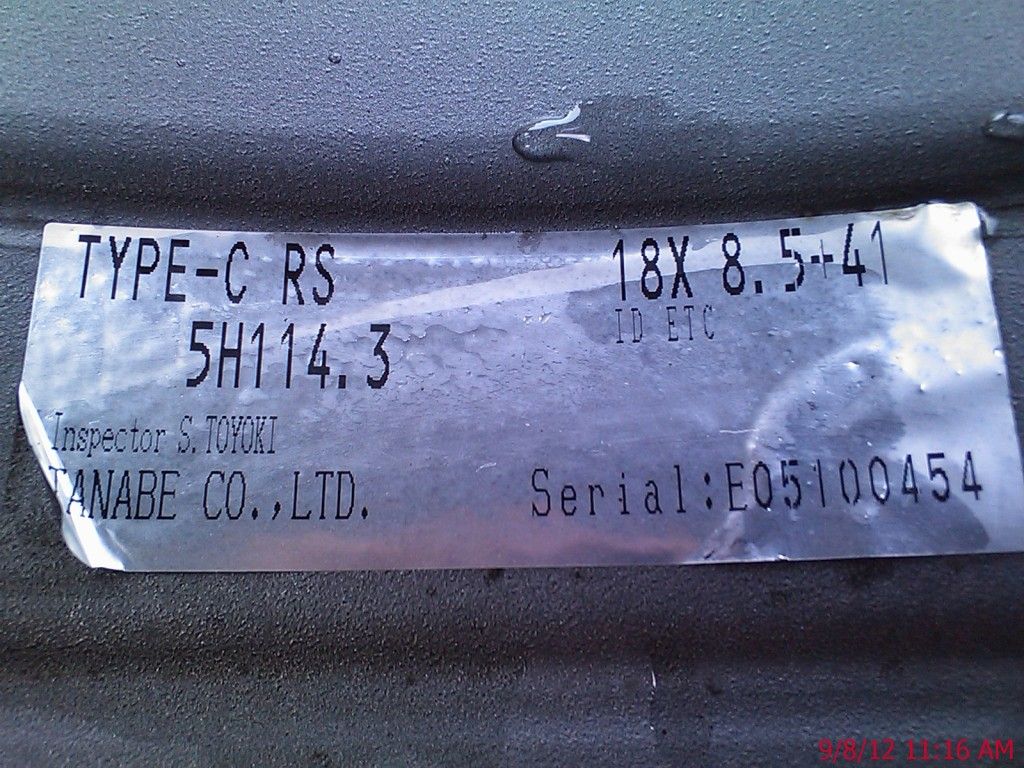 TYPE-C RS 18X 8.5+41
ID ETC
5H114.3
Inspector S. TOYOKI
TANABE CO.,LTD. Serial:E05100454
9/8/12 11:16 AM